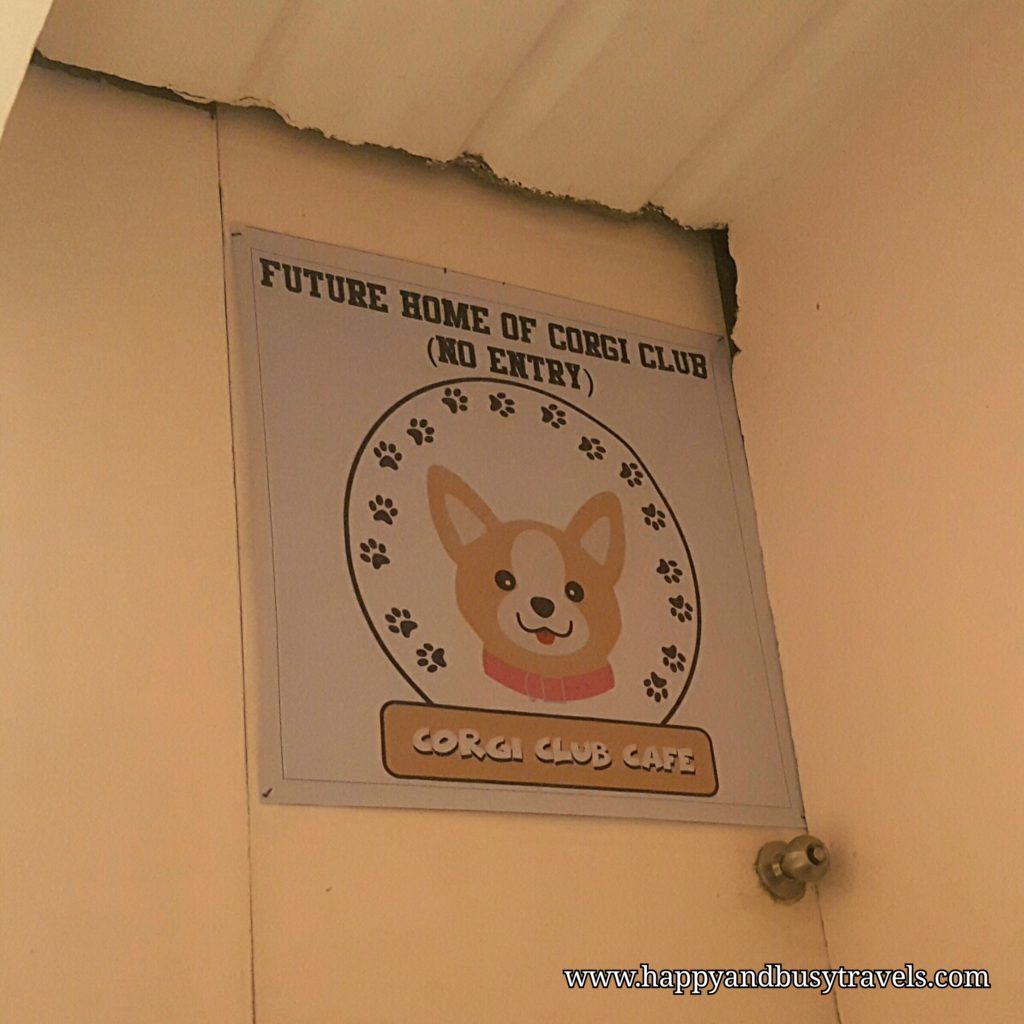 FUTURE HOME OF CORGI CLUB
(NO ENTRY)
CORGI CLUB CAFE
www.happyandbusytravels.com